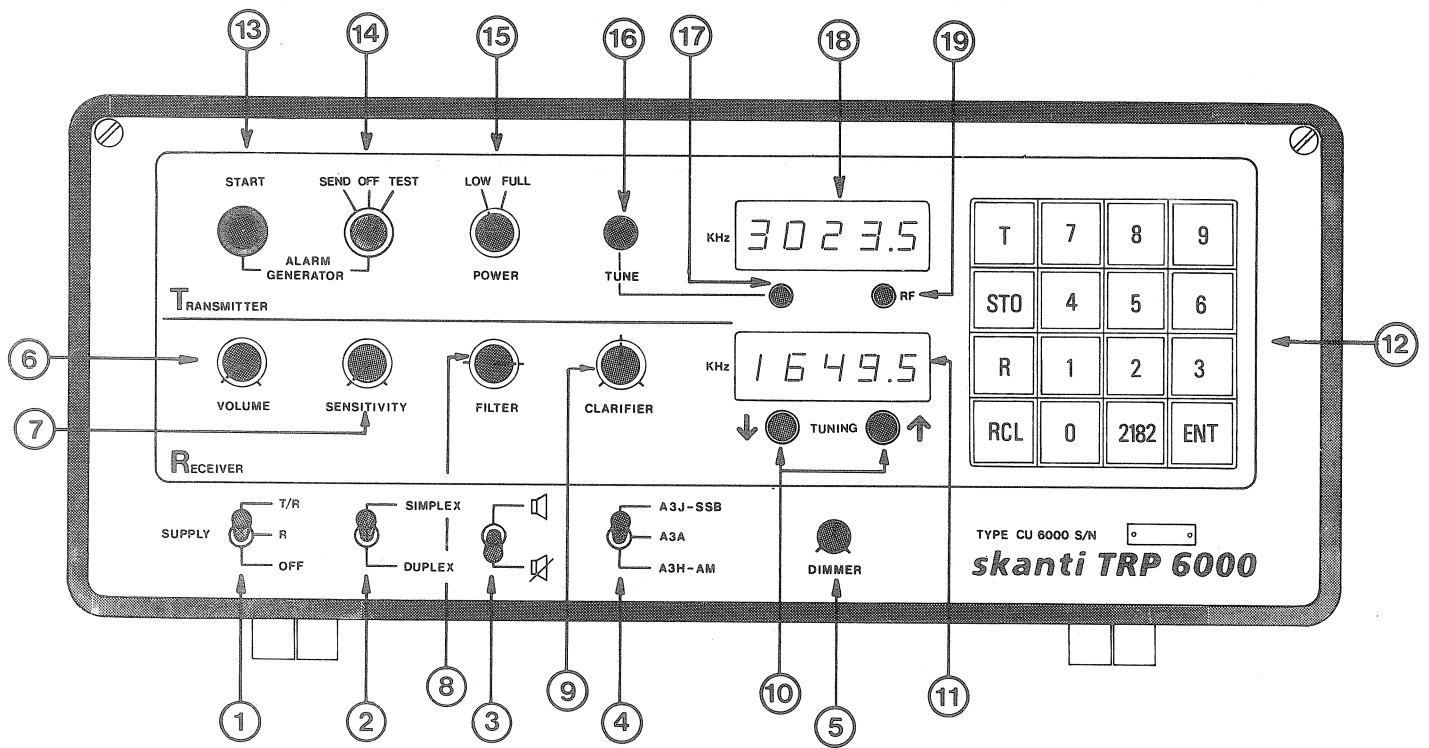 13 14 15 16 17 18 19
START
SEND OFF TEST
LOW FULL
ALARM
GENERATOR
POWER
TUNE
KHz 3023.5
RF
TRANSMITTER
6
VOLUME
7
SENSITIVITY
FILTER
CLARIFIER
KHz 1649.5
↓ TUNING ↑
RECEIVER
T 7 8 9
STO 4 5 6
R 1 2 3
RCL 0 2182 ENT
12
SUPPLY
T/R
R
OFF
SIMPLEX
DUPLEX
A3J-SSB
A3A
A3H-AM
DIMMER
TYPE CU 6000 S/N
skanti TRP 6000
1 2 8 3 9 4 10 5 11